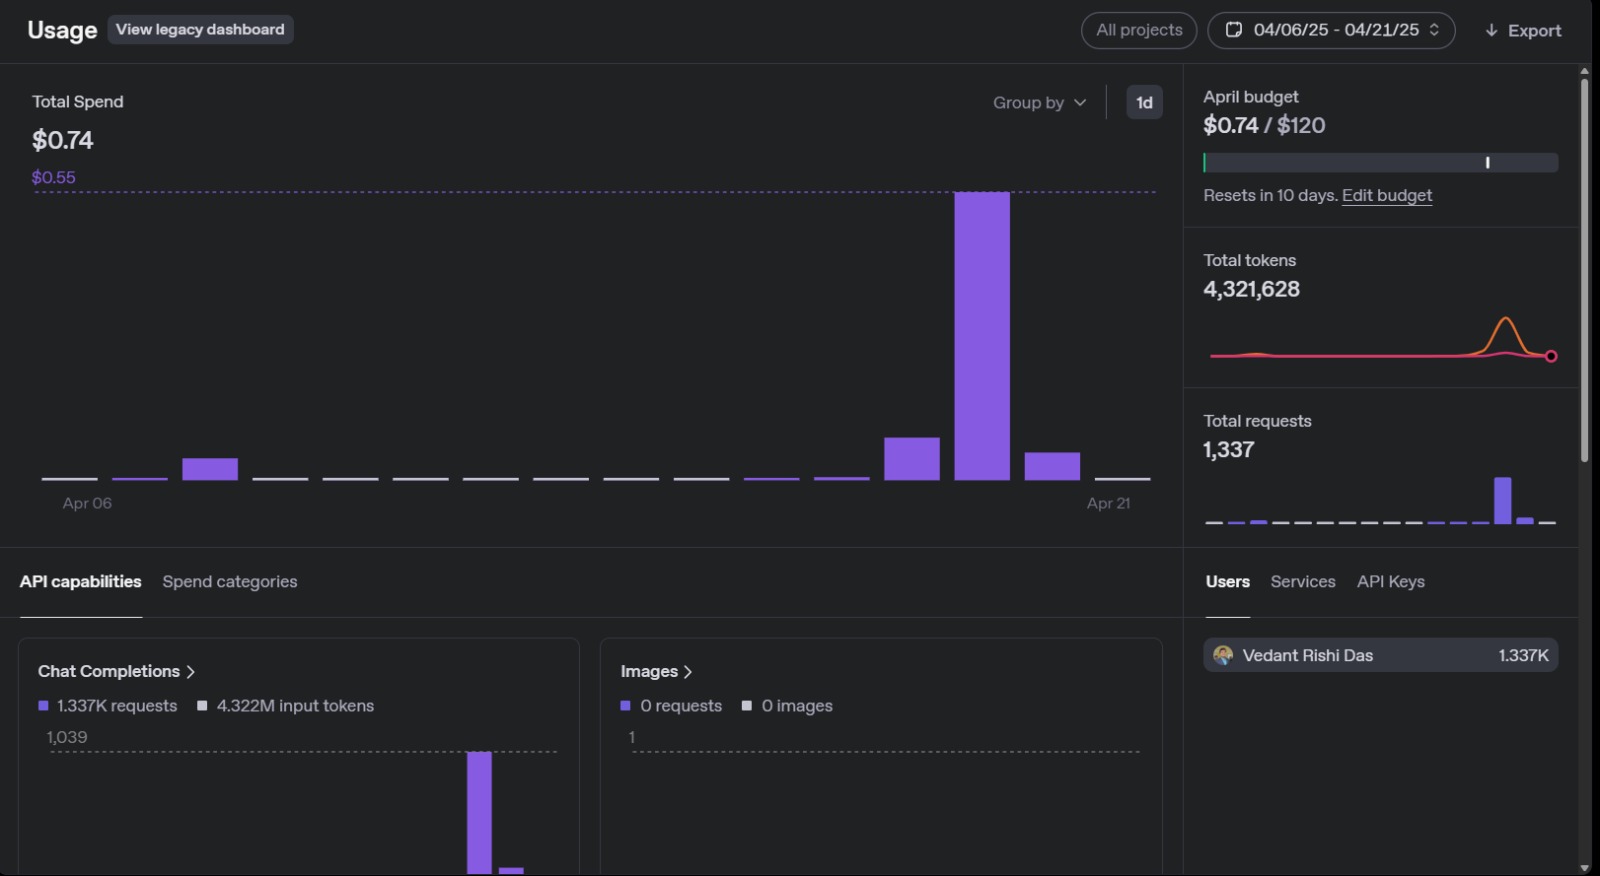 Usage View legacy dashboard
All projects 04/06/25 - 04/21/25 Export
Total Spend
$0.74
$0.55
Group by 1d
Apr 06 Apr 21
April budget
$0.74 / $120
Resets in 10 days. Edit budget
Total tokens
4,321,628
Total requests
1,337
API capabilities Spend categories
Chat Completions
1.337K requests 4.322M input tokens
1,039
Images
0 requests 0 images
1
Users Services API Keys
Vedant Rishi Das 1.337K